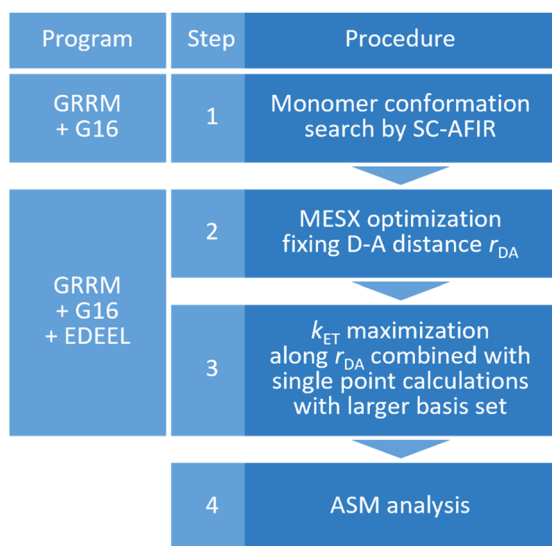 Program Step Procedure
GRRM
+ G16
1
Monomer conformation
search by SC-AFIR
GRRM
+ G16
+ EDEEL
2
MESX optimization
fixing D-A distance rDA
3
kET maximization
along rDA combined with
single point calculations
with larger basis set
4
ASM analysis